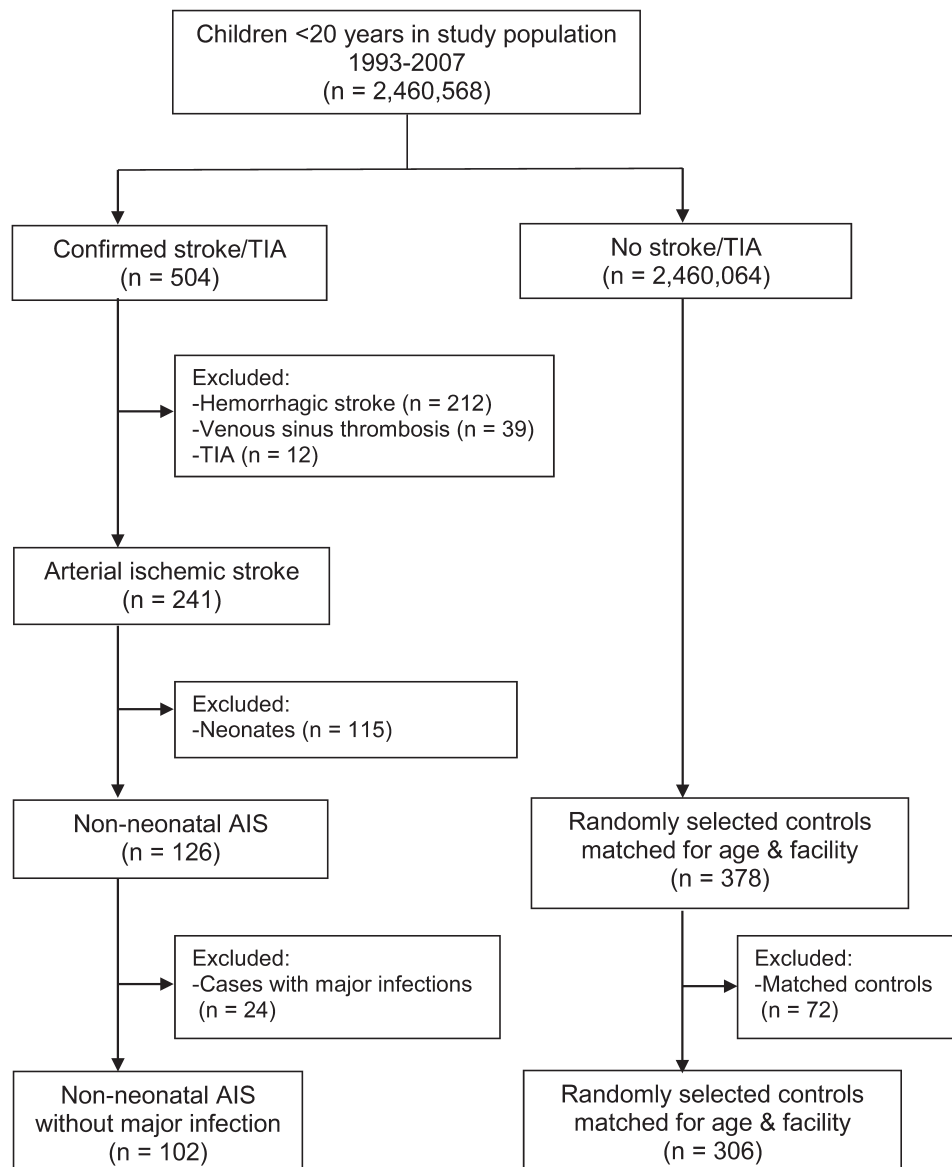 Children <20 years in study population
1993-2007
(n = 2,460,568)
Confirmed stroke/TIA
(n = 504)
No stroke/TIA
(n = 2,460,064)
Excluded:
-Hemorrhagic stroke (n = 212)
-Venous sinus thrombosis (n = 39)
-TIA (n = 12)
Arterial ischemic stroke
(n = 241)
Excluded:
-Neonates (n = 115)
Non-neonatal AIS
(n = 126)
Randomly selected controls
matched for age & facility
(n = 378)
Excluded:
-Cases with major infections
(n = 24)
Excluded:
-Matched controls
(n = 72)
Non-neonatal AIS
without major infection
(n = 102)
Randomly selected controls
matched for age & facility
(n = 306)